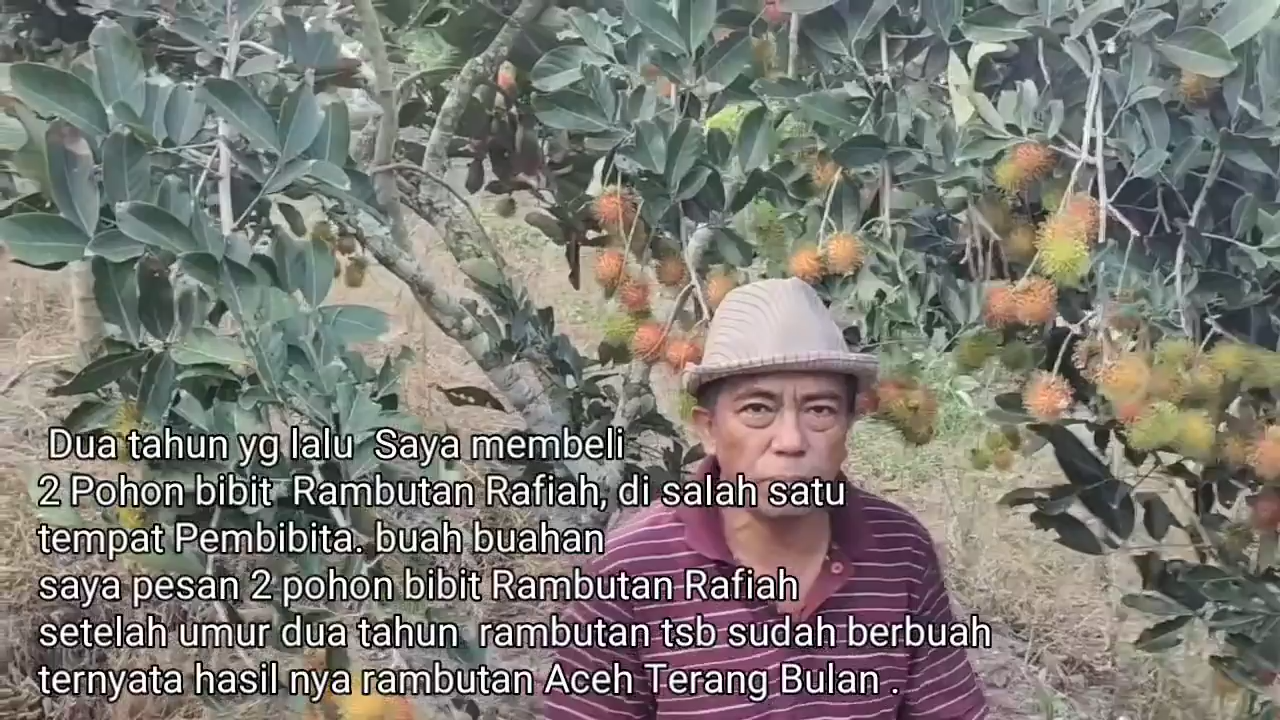 Dua tahun yg lalu Saya membeli
2 Pohon bibit Rambutan Rafiah, di salah satu
tempat Pembibita. buah buahan
saya pesan 2 pohon bibit Rambutan Rafiah
setelah umur dua tahun rambutan tsb sudah berbuah
ternyata hasil nya rambutan Aceh Terang Bulan .